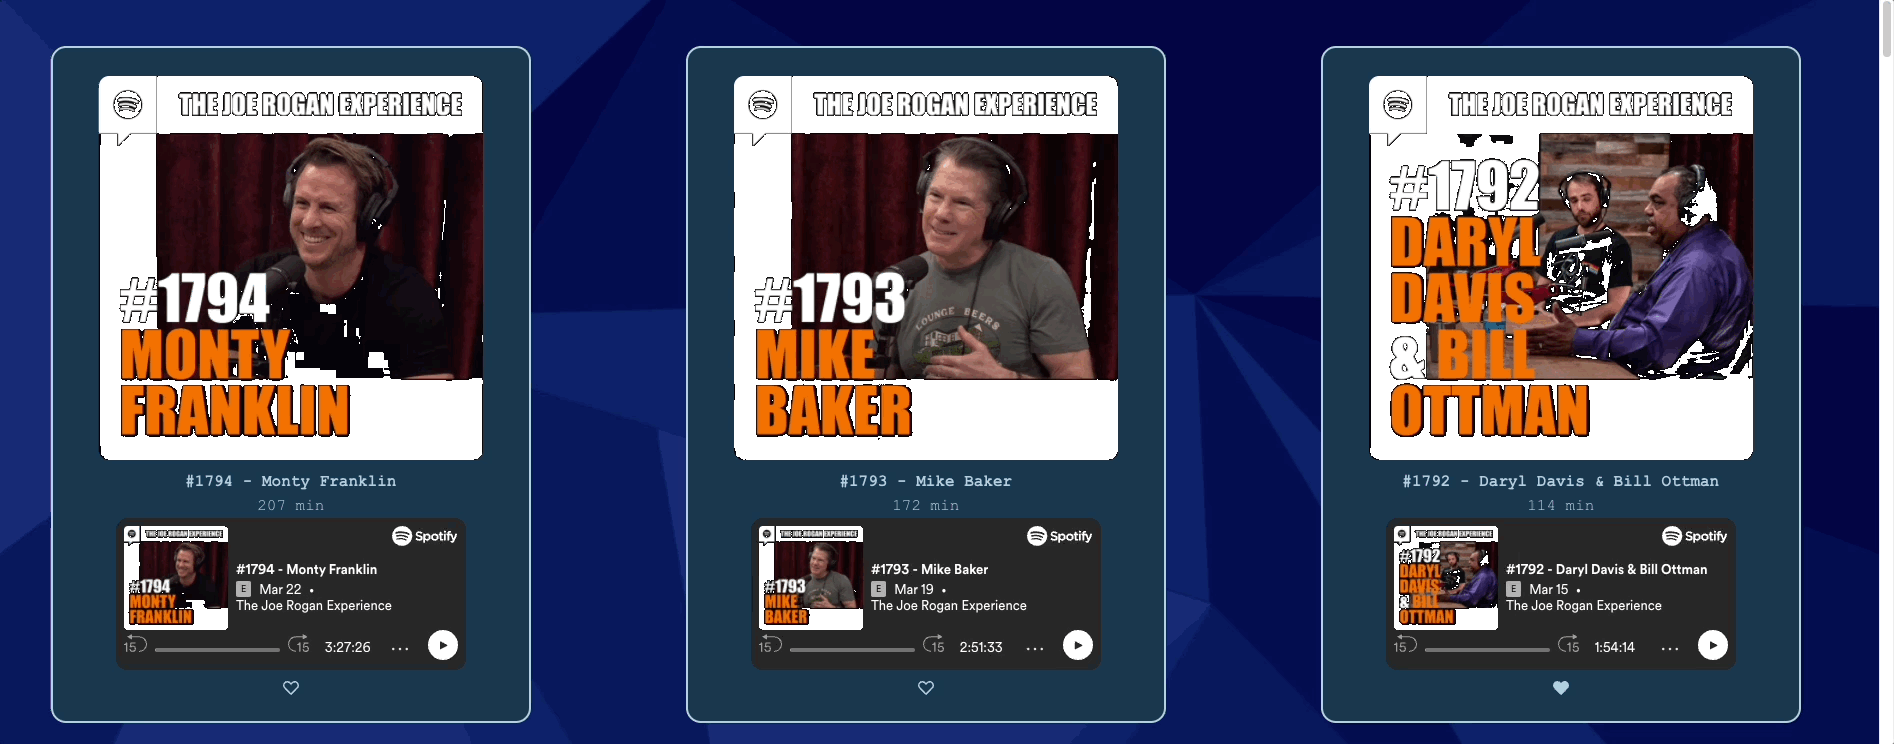 THE JOE ROGAN EXPERIENCE
#1794
MONTY
FRANKLIN
#1794 - Monty Franklin
207 min
THE JOE ROGAN EXPERIENCE
#1794
MONTY
FRANKLIN
Spotify
#1794 - Monty Franklin
E Mar 22 •
The Joe Rogan Experience
15 15 3:27:26 ...
THE JOE ROGAN EXPERIENCE
LOUNGE BEERS
#1793
MIKE
BAKER
#1793 - Mike Baker
172 min
THE JOE ROGAN EXPERIENCE
#1793
MIKE
BAKER
Spotify
#1793 - Mike Baker
E Mar 19 •
The Joe Rogan Experience
15 15 2:51:33 ...
THE JOE ROGAN EXPERIENCE
#1792
DARYL
DAVIS
& BILL
OTTMAN
#1792 - Daryl Davis & Bill Ottman
114 min
THE JOE ROGAN EXPERIENCE
#1792
DARYL
DAVIS
& BILL
OTTMAN
Spotify
#1792 - Daryl Davis & Bill Ottman
E Mar 15 •
The Joe Rogan Experience
15 15 1:54:14 ...